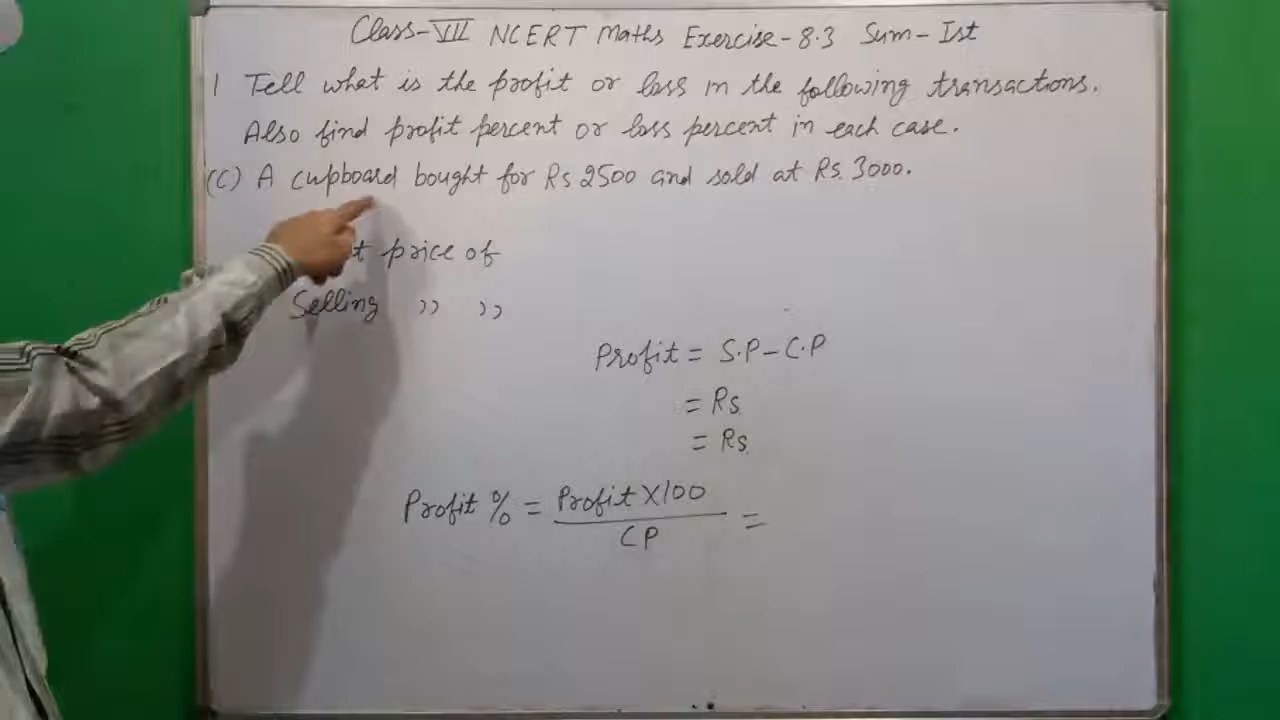 Class-VII NCERT Maths Exercise-8.3 Sum-Ist
1 Tell what is the profit or loss in the following transactions.
Also find profit percent or loss percent in each case.
(C) A cupboard bought for Rs 2500 and sold at Rs. 3000.
price of
Selling ,, ,,
Profit = S.P-C.P
= Rs.
= Rs.
Profit % = Profit X100 =
CP